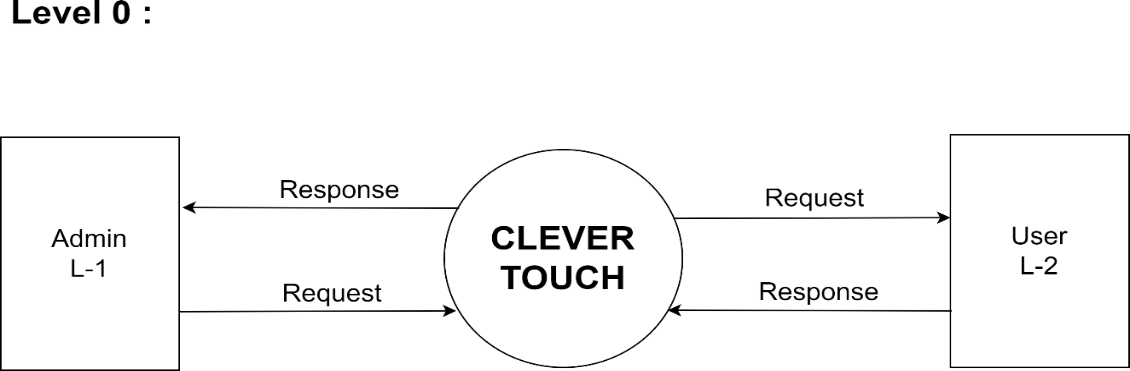 Level 0 :
Response
Request
Admin
L-1
CLEVER
TOUCH
User
L-2
Request
Response